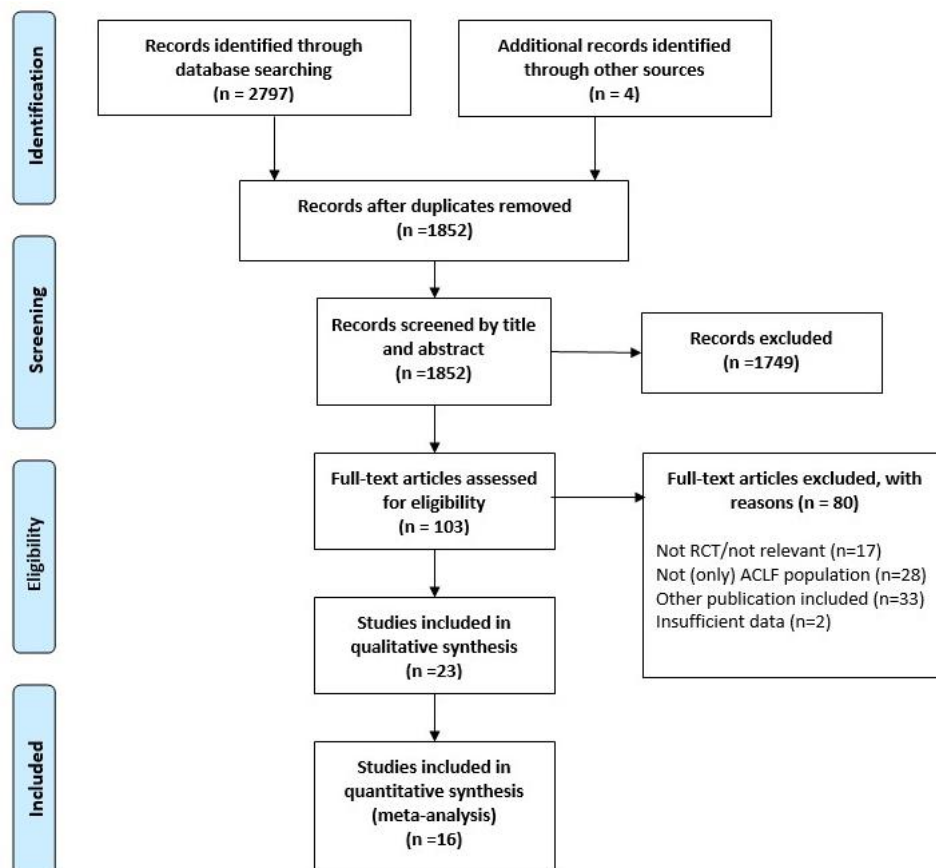 Identification
Records identified through
database searching
(n = 2797)
Additional records identified
through other sources
(n = 4)
Records after duplicates removed
(n =1852)
Screening
Records screened by title
and abstract
(n =1852)
Records excluded
(n =1749)
Eligibility
Full-text articles assessed
for eligibility
(n = 103)
Full-text articles excluded, with
reasons (n = 80)
Not RCT/not relevant (n=17)
Not (only) ACLF population (n=28)
Other publication included (n=33)
Insufficient data (n=2)
Studies included in
qualitative synthesis
(n =23)
Included
Studies included in
quantitative synthesis
(meta-analysis)
(n =16)